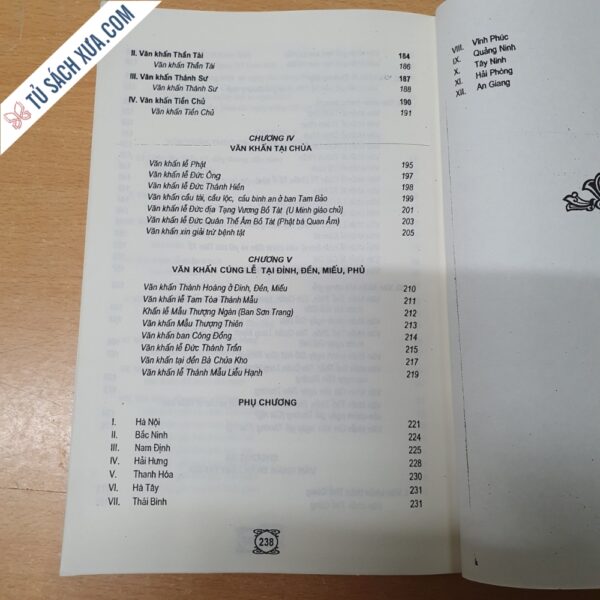 TỦ SÁCH XƯA.COM
II. Văn khấn Thần Tài 184
Văn khấn Thần Tài 186
III. Văn khấn Thánh Sư 187
Văn khấn Thánh Sư 188
IV. Văn khấn Tiền Chủ 190
Văn khấn Tiền Chủ 191
CHƯƠNG IV
VĂN KHẤN TẠI CHÙA
Văn khấn lễ Phật 195
Văn khấn lễ Đức Ông 197
Văn khấn lễ Đức Thánh Hiền 198
Văn khấn cầu tài, cầu lộc, cầu bình an ở ban Tam Bảo 199
Văn khấn lễ Đức địa Tạng Vương Bồ Tát (U Minh giáo chủ) 201
Văn khấn lễ Đức Quán Thế Âm Bồ Tát (Phật bà Quan Âm) 203
Văn khấn xin giải trừ bệnh tật 205
CHƯƠNG V
VĂN KHẤN CÚNG LỄ TẠI ĐÌNH, ĐỀN, MIẾU, PHỦ
Văn khấn Thành Hoàng ở Đình, Đền, Miếu 210
Văn khấn lễ Tam Tòa Thánh Mẫu 211
Khấn lễ Mẫu Thượng Ngàn (Ban Sơn Trang) 212
Văn khấn Mẫu Thượng Thiên 213
Văn khấn ban Công Đồng 214
Văn khấn lễ Đức Thánh Trần 215
Văn khấn tại đền Bà Chúa Kho 217
Văn khấn lễ Thánh Mẫu Liễu Hạnh 219
PHỤ CHƯƠNG
I. Hà Nội 221
II. Bắc Ninh 224
III. Nam Định 225
IV. Hải Hưng 228
V. Thanh Hóa 230
VI. Hà Tây 231
VII. Thái Bình 231
238
VIII. Vĩnh Phúc
IX. Quảng Ninh
X. Tây Ninh
XI. Hải Phòng
XII. An Giang